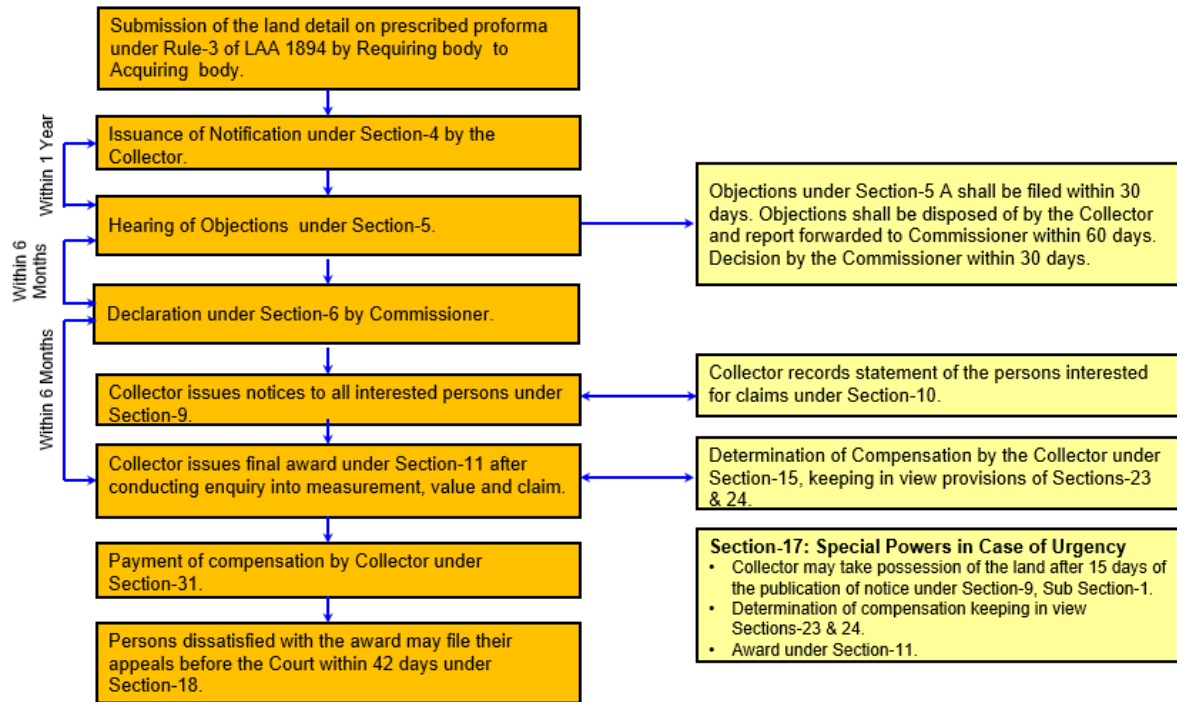 Submission of the land detail on prescribed proforma
under Rule-3 of LAA 1894 by Requiring body to
Acquiring body.
Within 1 Year
Issuance of Notification under Section-4 by the
Collector.
Hearing of Objections under Section-5.
Objections under Section-5 A shall be filed within 30
days. Objections shall be disposed of by the Collector
and report forwarded to Commissioner within 60 days.
Decision by the Commissioner within 30 days.
Within 6
Months
Declaration under Section-6 by Commissioner.
Within 6 Months
Collector issues notices to all interested persons under
Section-9.
Collector records statement of the persons interested
for claims under Section-10.
Collector issues final award under Section-11 after
conducting enquiry into measurement, value and claim.
Determination of Compensation by the Collector under
Section-15, keeping in view provisions of Sections-23
& 24.
Payment of compensation by Collector under
Section-31.
Section-17: Special Powers in Case of Urgency
• Collector may take possession of the land after 15 days of
the publication of notice under Section-9, Sub Section-1.
• Determination of compensation keeping in view
Sections-23 & 24.
• Award under Section-11.
Persons dissatisfied with the award may file their
appeals before the Court within 42 days under
Section-18.